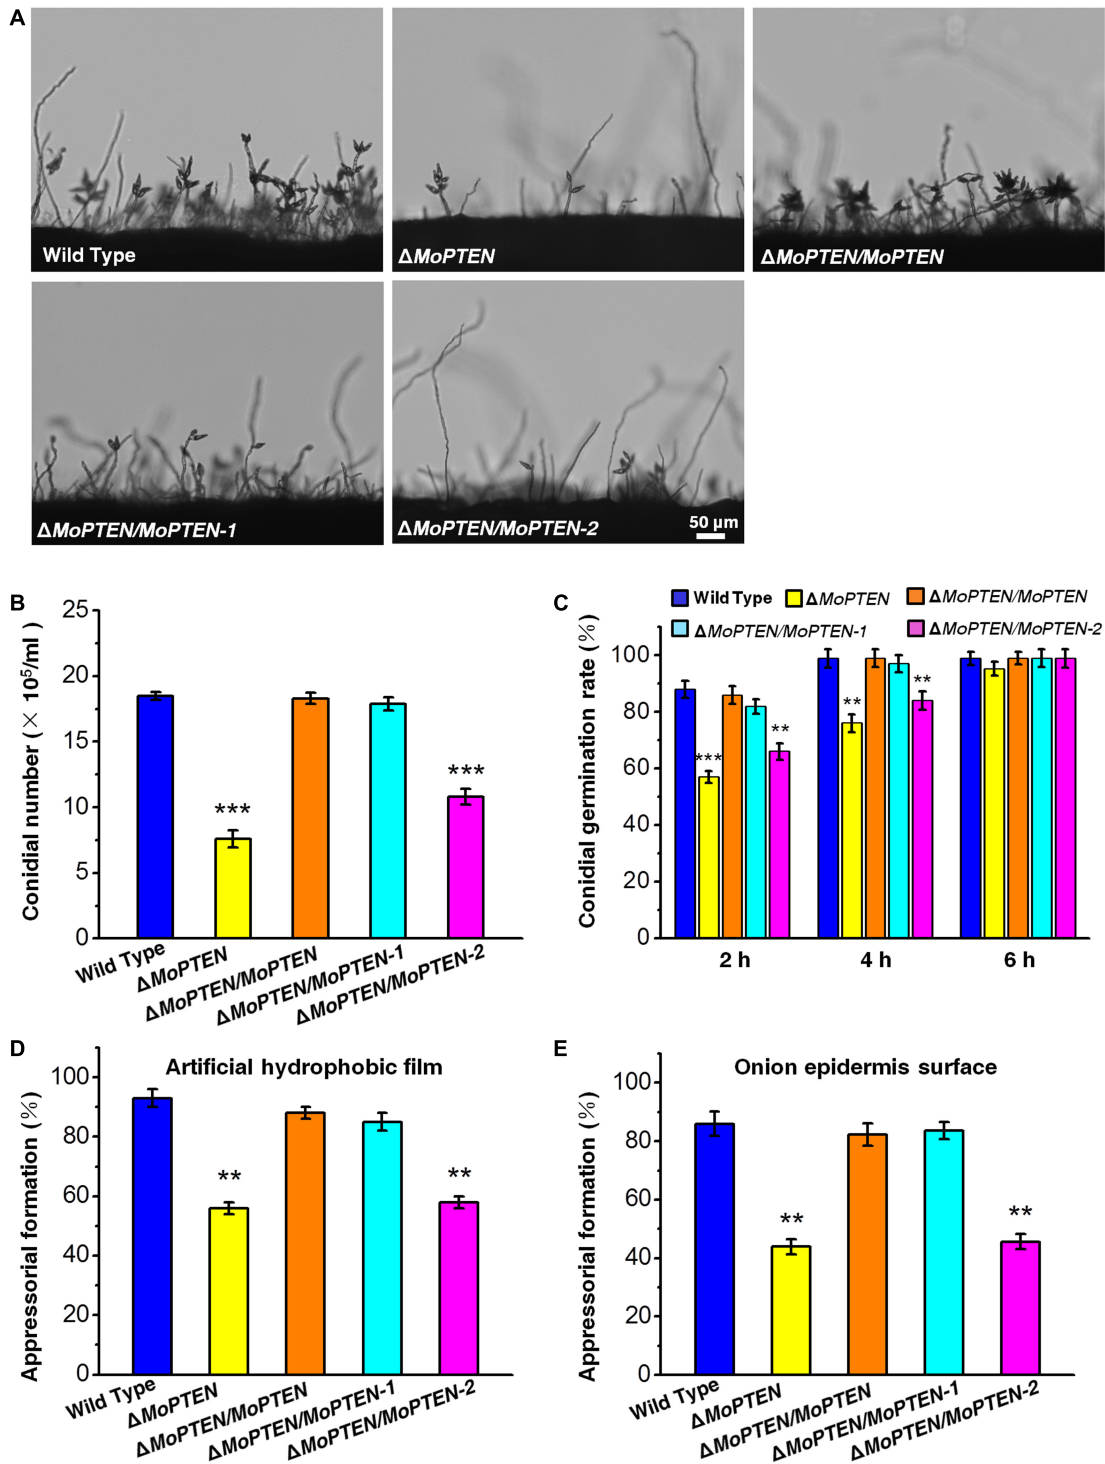 A
Wild Type
ΔMoPTEN
ΔMoPTEN/MoPTEN
ΔMoPTEN/MoPTEN-1
ΔMoPTEN/MoPTEN-2
50 μm
B
Conidial number (× 10⁵/ml )
25
20
15
10
5
0
***
***
Wild Type
ΔMoPTEN
ΔMoPTEN/MoPTEN
ΔMoPTEN/MoPTEN-1
ΔMoPTEN/MoPTEN-2
C
Wild Type
ΔMoPTEN
ΔMoPTEN/MoPTEN
ΔMoPTEN/MoPTEN-1
ΔMoPTEN/MoPTEN-2
Conidial germination rate (%)
100
80
60
40
20
0
***
**
**
**
2 h
4 h
6 h
D
Artificial hydrophobic film
Appressorial formation (%)
100
80
60
40
20
0
**
**
Wild Type
ΔMoPTEN
ΔMoPTEN/MoPTEN
ΔMoPTEN/MoPTEN-1
ΔMoPTEN/MoPTEN-2
E
Onion epidermis surface
Appressorial formation (%)
100
80
60
40
20
0
**
**
Wild Type
ΔMoPTEN
ΔMoPTEN/MoPTEN
ΔMoPTEN/MoPTEN-1
ΔMoPTEN/MoPTEN-2